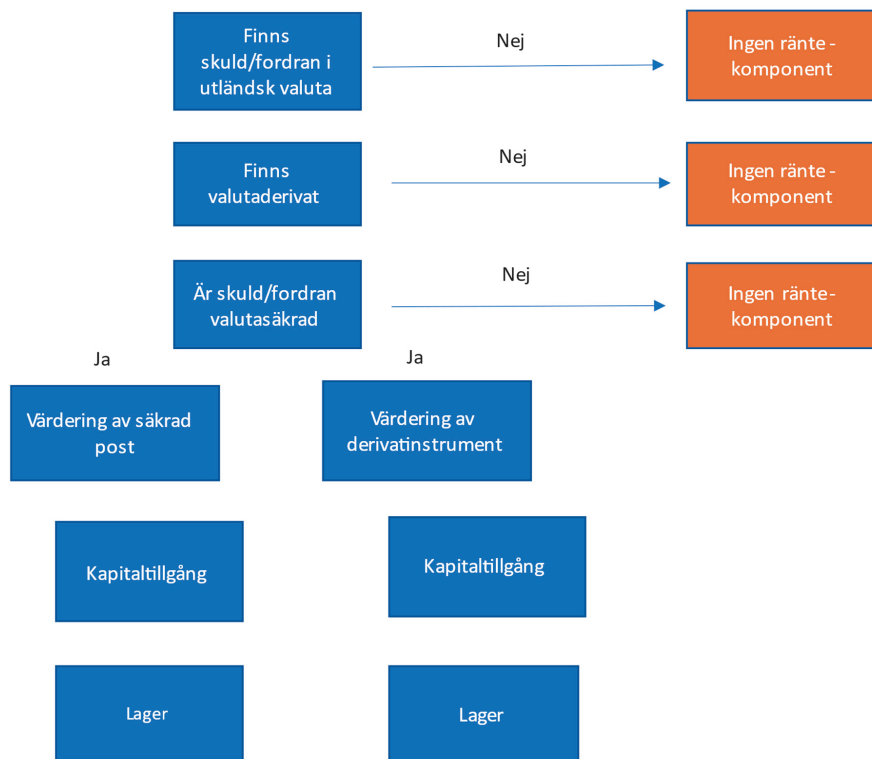 Finns
skuld/fordran i
utländsk valuta
Nej
Ingen ränte-
komponent
Finns
valutaderivat
Nej
Ingen ränte-
komponent
Är skuld/fordran
valutasäkrad
Nej
Ingen ränte-
komponent
Ja
Ja
Värdering av säkrad
post
Värdering av
derivatinstrument
Kapitaltillgång
Kapitaltillgång
Lager
Lager